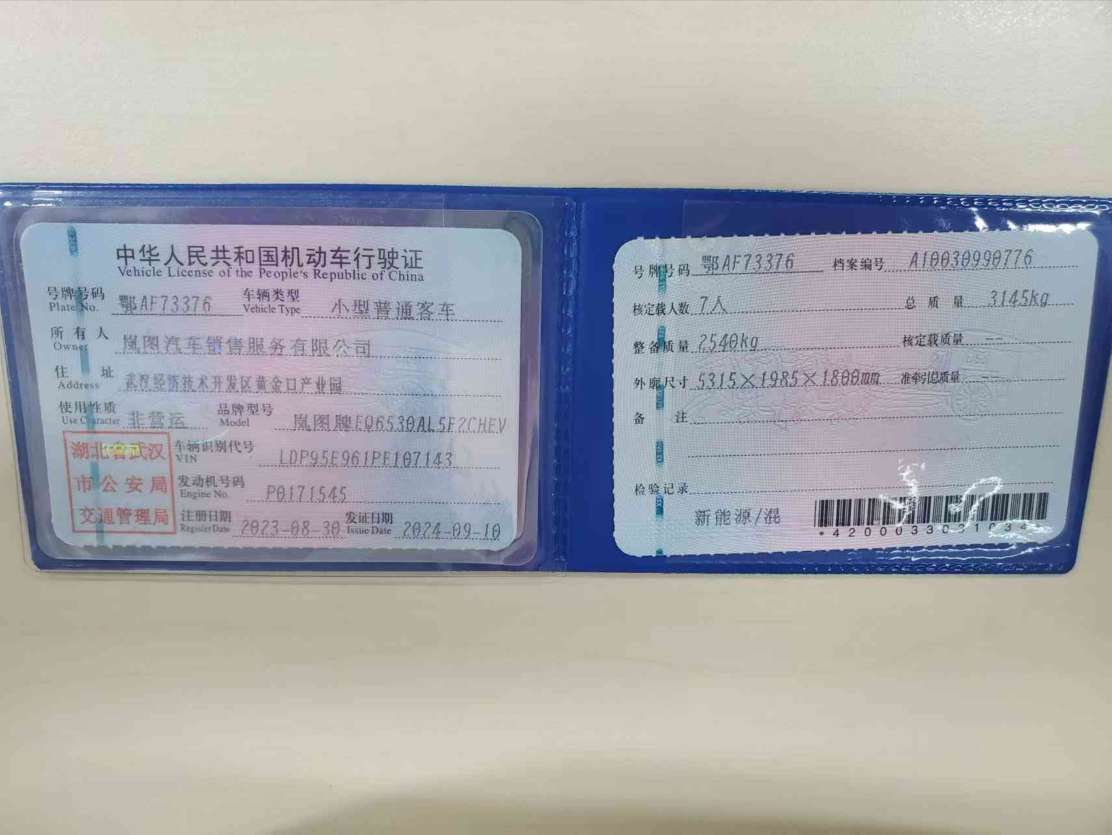 中华人民共和国机动车行驶证
Vehicle License of the People's Republic of China
号牌号码 鄂AF73376 车辆类型 小型普通客车
Plate No. Vehicle Type
所有人 岚图汽车销售服务有限公司
Owner
住址 武汉经济技术开发区黄金口产业园
Address
使用性质 非营运 品牌型号 岚图牌EQ6530AL5F2CHEV
Use Character Model
湖北省武汉
市公安局
交通管理局
车辆识别代号 LDP95E961PE107143
VIN
发动机号码 P0171545
Engine No.
注册日期 2023-08-30 发证日期 2024-09-10
Register Date Issue Date
号牌号码 鄂AF73376 档案编号 A10030990776
核定载人数 7人 总质量 3145kg
整备质量 2540kg 核定载质量 --
外廓尺寸 5315×1985×1800mm 准牵引总质量 --
备注
检验记录
新能源/混